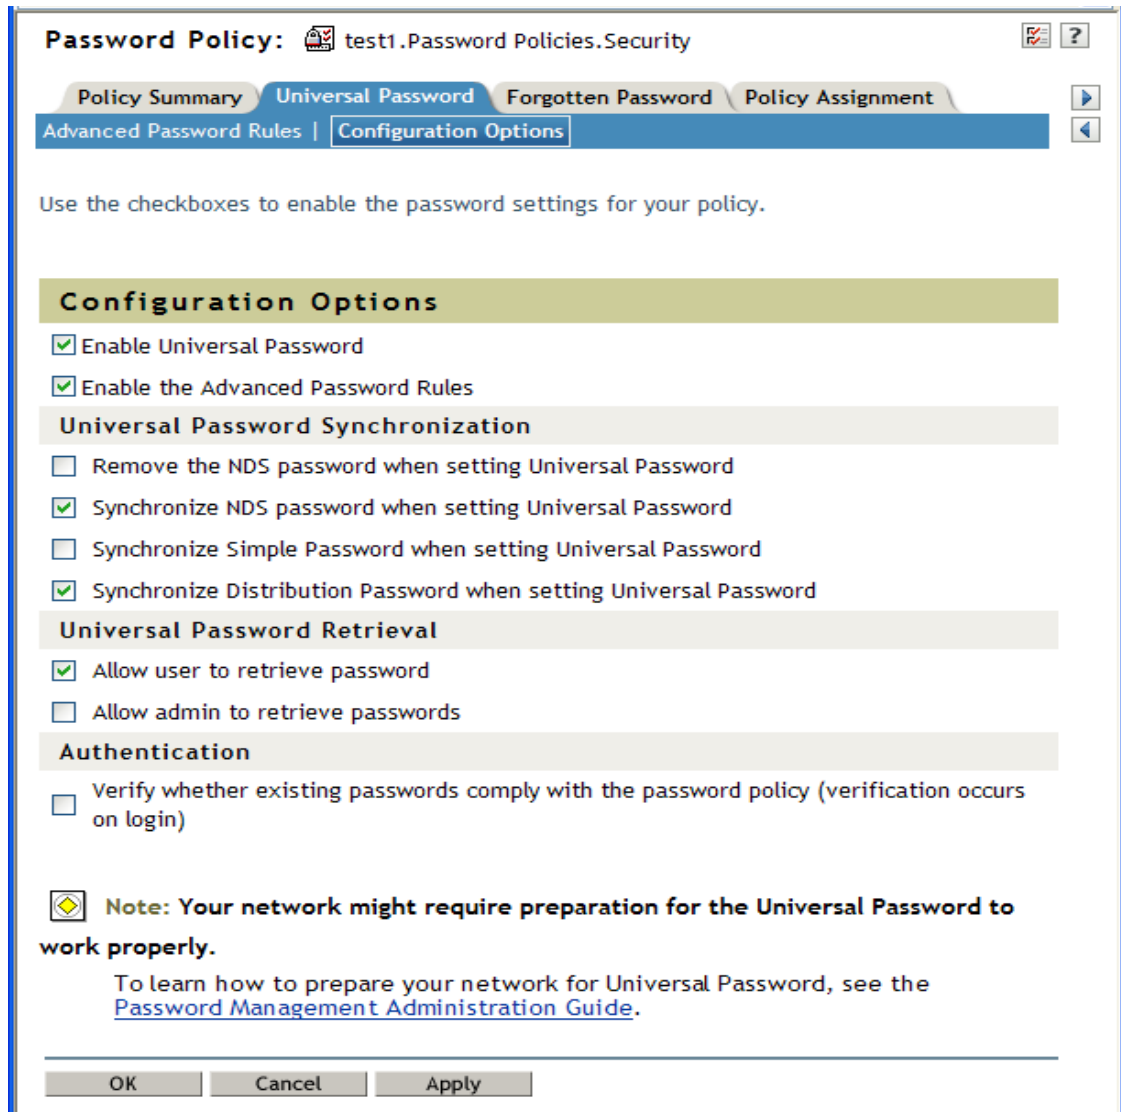 Password Policy: test1.Password Policies.Security
?
Policy Summary Universal Password Forgotten Password Policy Assignment
Advanced Password Rules | Configuration Options
Use the checkboxes to enable the password settings for your policy.
Configuration Options
Enable Universal Password
Enable the Advanced Password Rules
Universal Password Synchronization
Remove the NDS password when setting Universal Password
Synchronize NDS password when setting Universal Password
Synchronize Simple Password when setting Universal Password
Synchronize Distribution Password when setting Universal Password
Universal Password Retrieval
Allow user to retrieve password
Allow admin to retrieve passwords
Authentication
Verify whether existing passwords comply with the password policy (verification occurs
on login)
Note: Your network might require preparation for the Universal Password to
work properly.
To learn how to prepare your network for Universal Password, see the
Password Management Administration Guide.
OK Cancel Apply